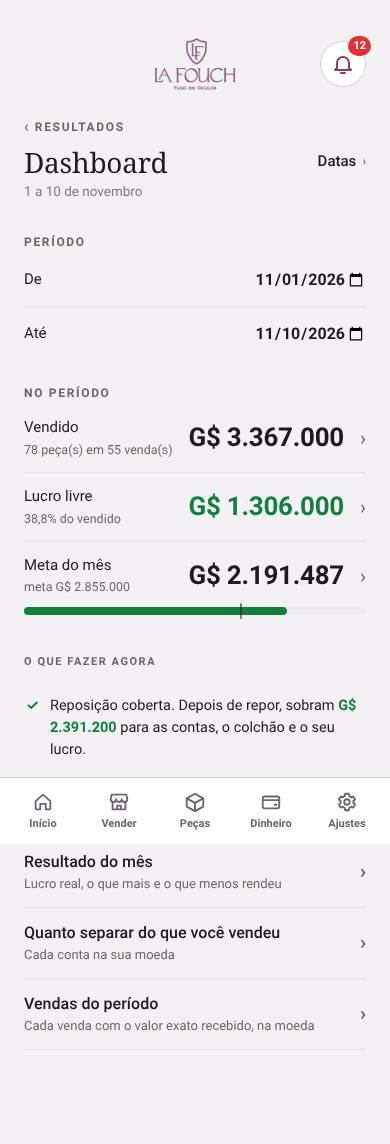 12
LF
LA FOUCH
Tudo em Óculos
‹ RESULTADOS
Dashboard
Datas ›
1 a 10 de novembro
PERÍODO
De 11/01/2026
Até 11/10/2026
NO PERÍODO
Vendido
78 peça(s) em 55 venda(s)
G$ 3.367.000 ›
Lucro livre
38,8% do vendido
G$ 1.306.000 ›
Meta do mês
meta G$ 2.855.000
G$ 2.191.487 ›
O QUE FAZER AGORA
Reposição coberta. Depois de repor, sobram G$
2.391.200 para as contas, o colchão e o seu
lucro.
Início Vender Peças Dinheiro Ajustes
Resultado do mês ›
Lucro real, o que mais e o que menos rendeu
Quanto separar do que você vendeu ›
Cada conta na sua moeda
Vendas do período ›
Cada venda com o valor exato recebido, na moeda